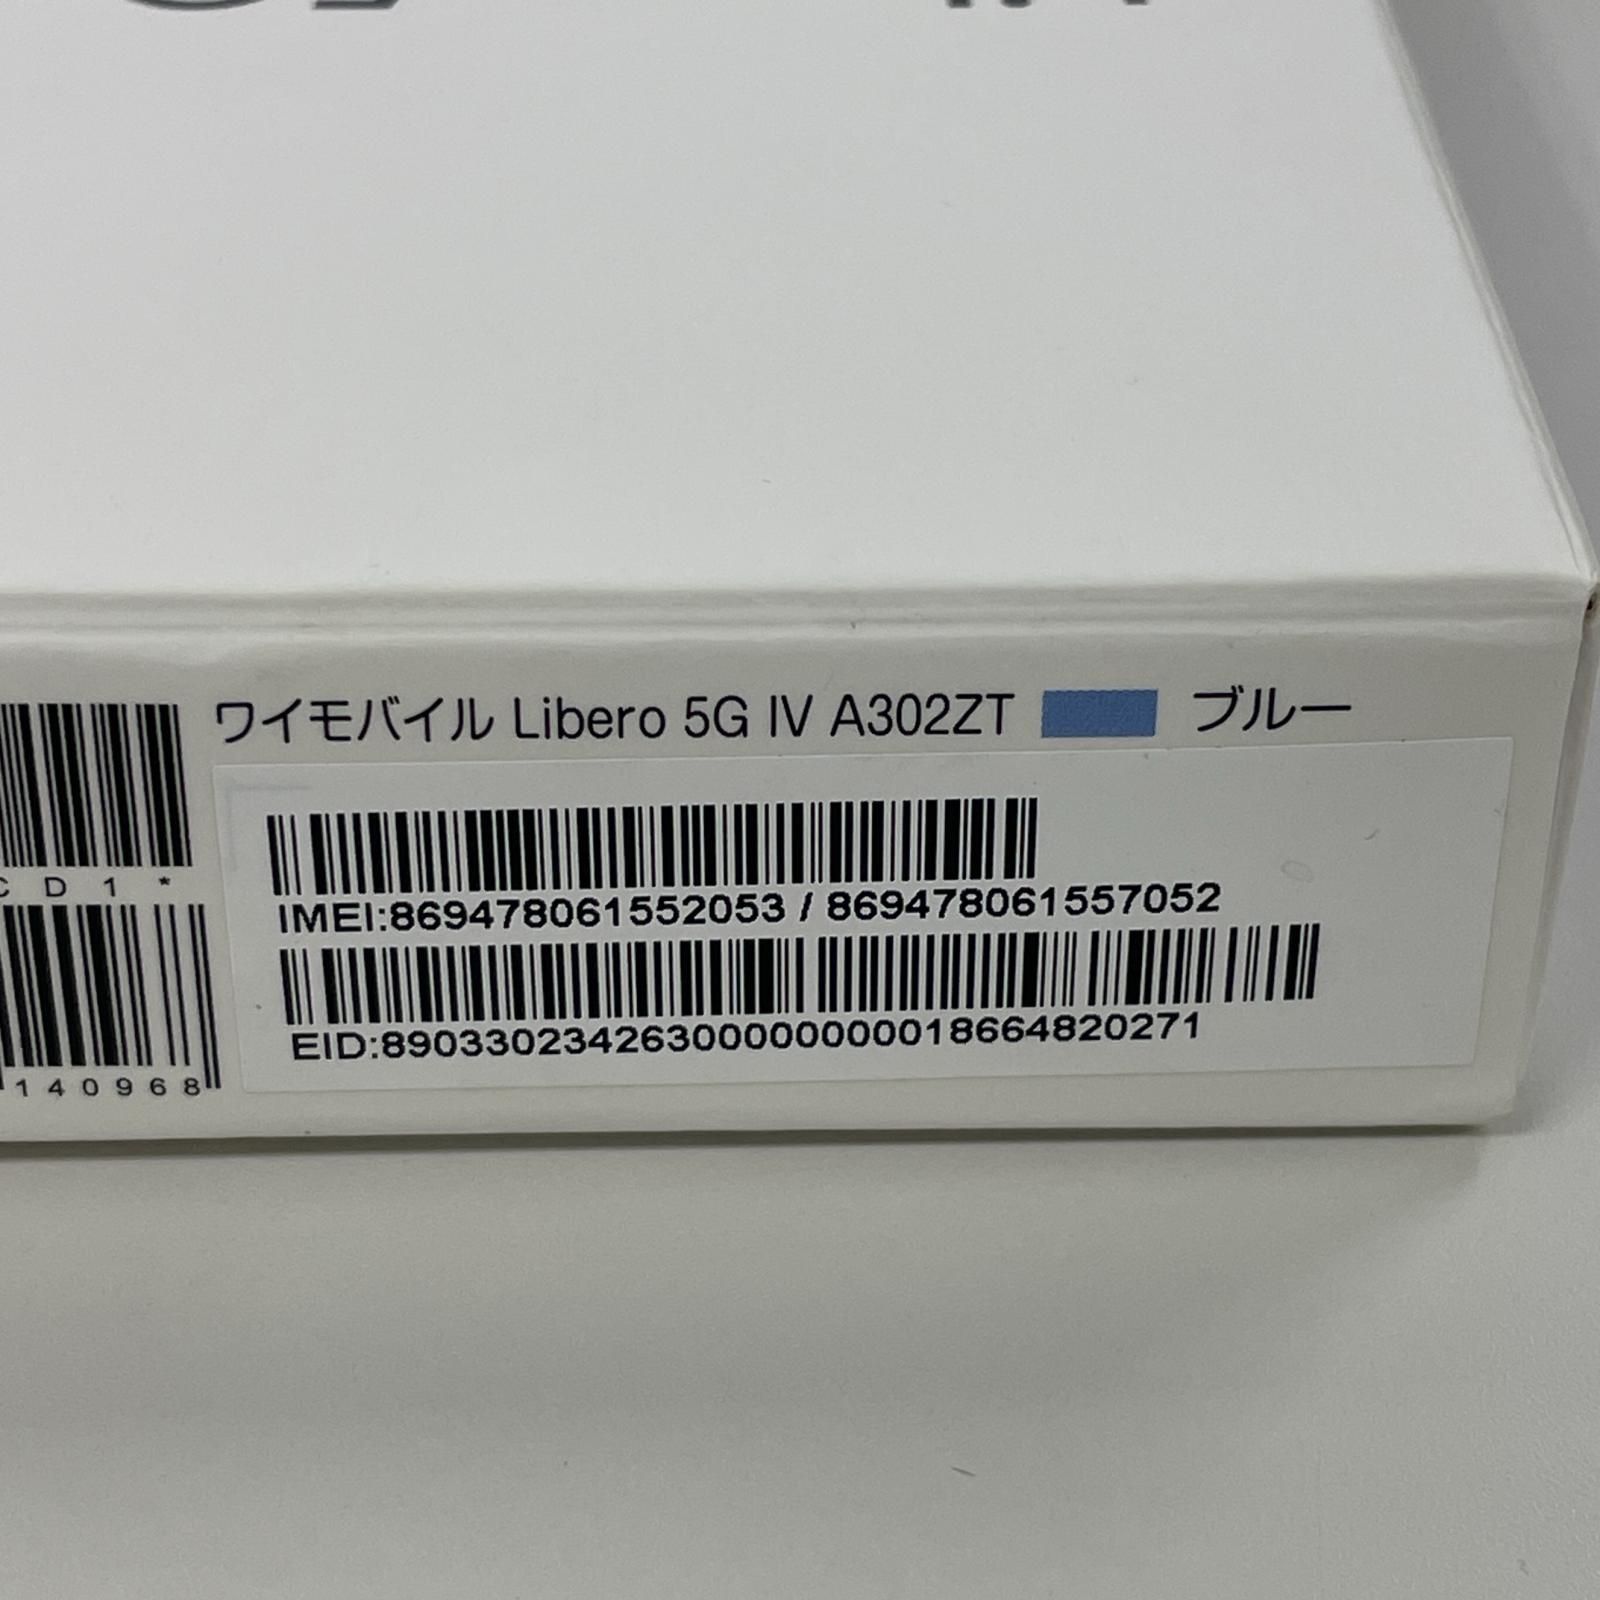 ワイモバイル Libero 5G IV A302ZT ブルー
D1*
IMEI:869478061552053 / 869478061557052
EID:89033023426300000000018664820271
140968